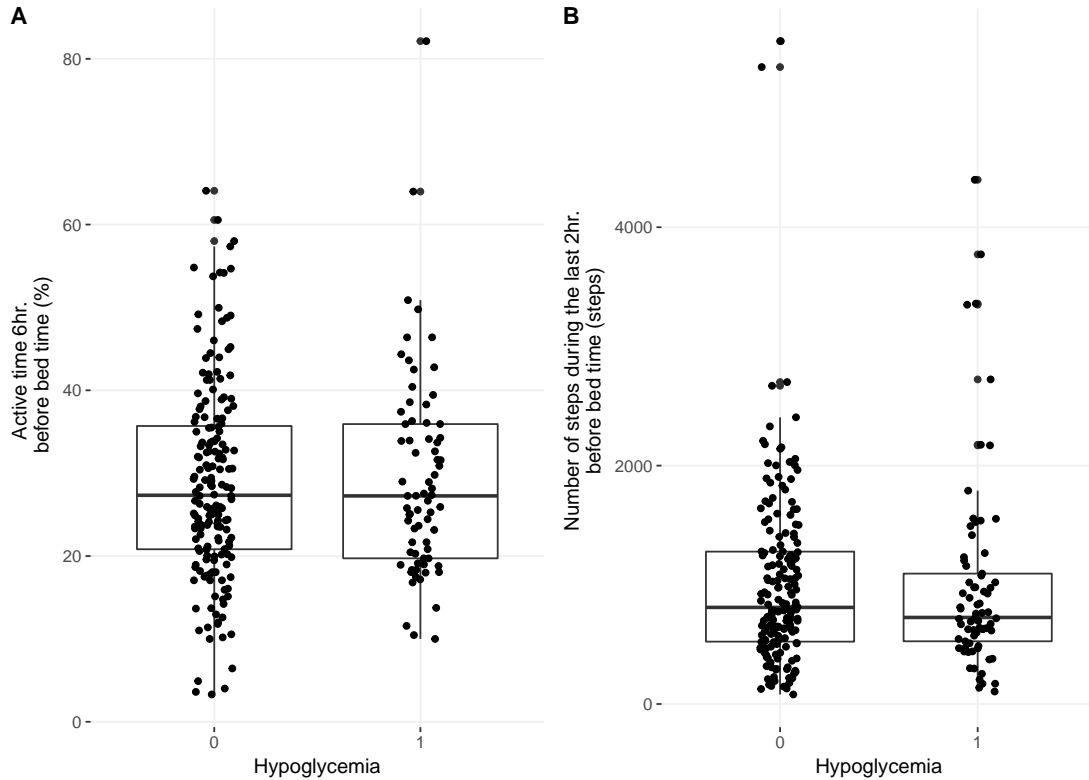 A
80
60
40
20
0
Active time 6hr.
before bed time (%)
0
1
Hypoglycemia
B
4000
2000
0
Number of steps during the last 2hr.
before bed time (steps)
0
1
Hypoglycemia